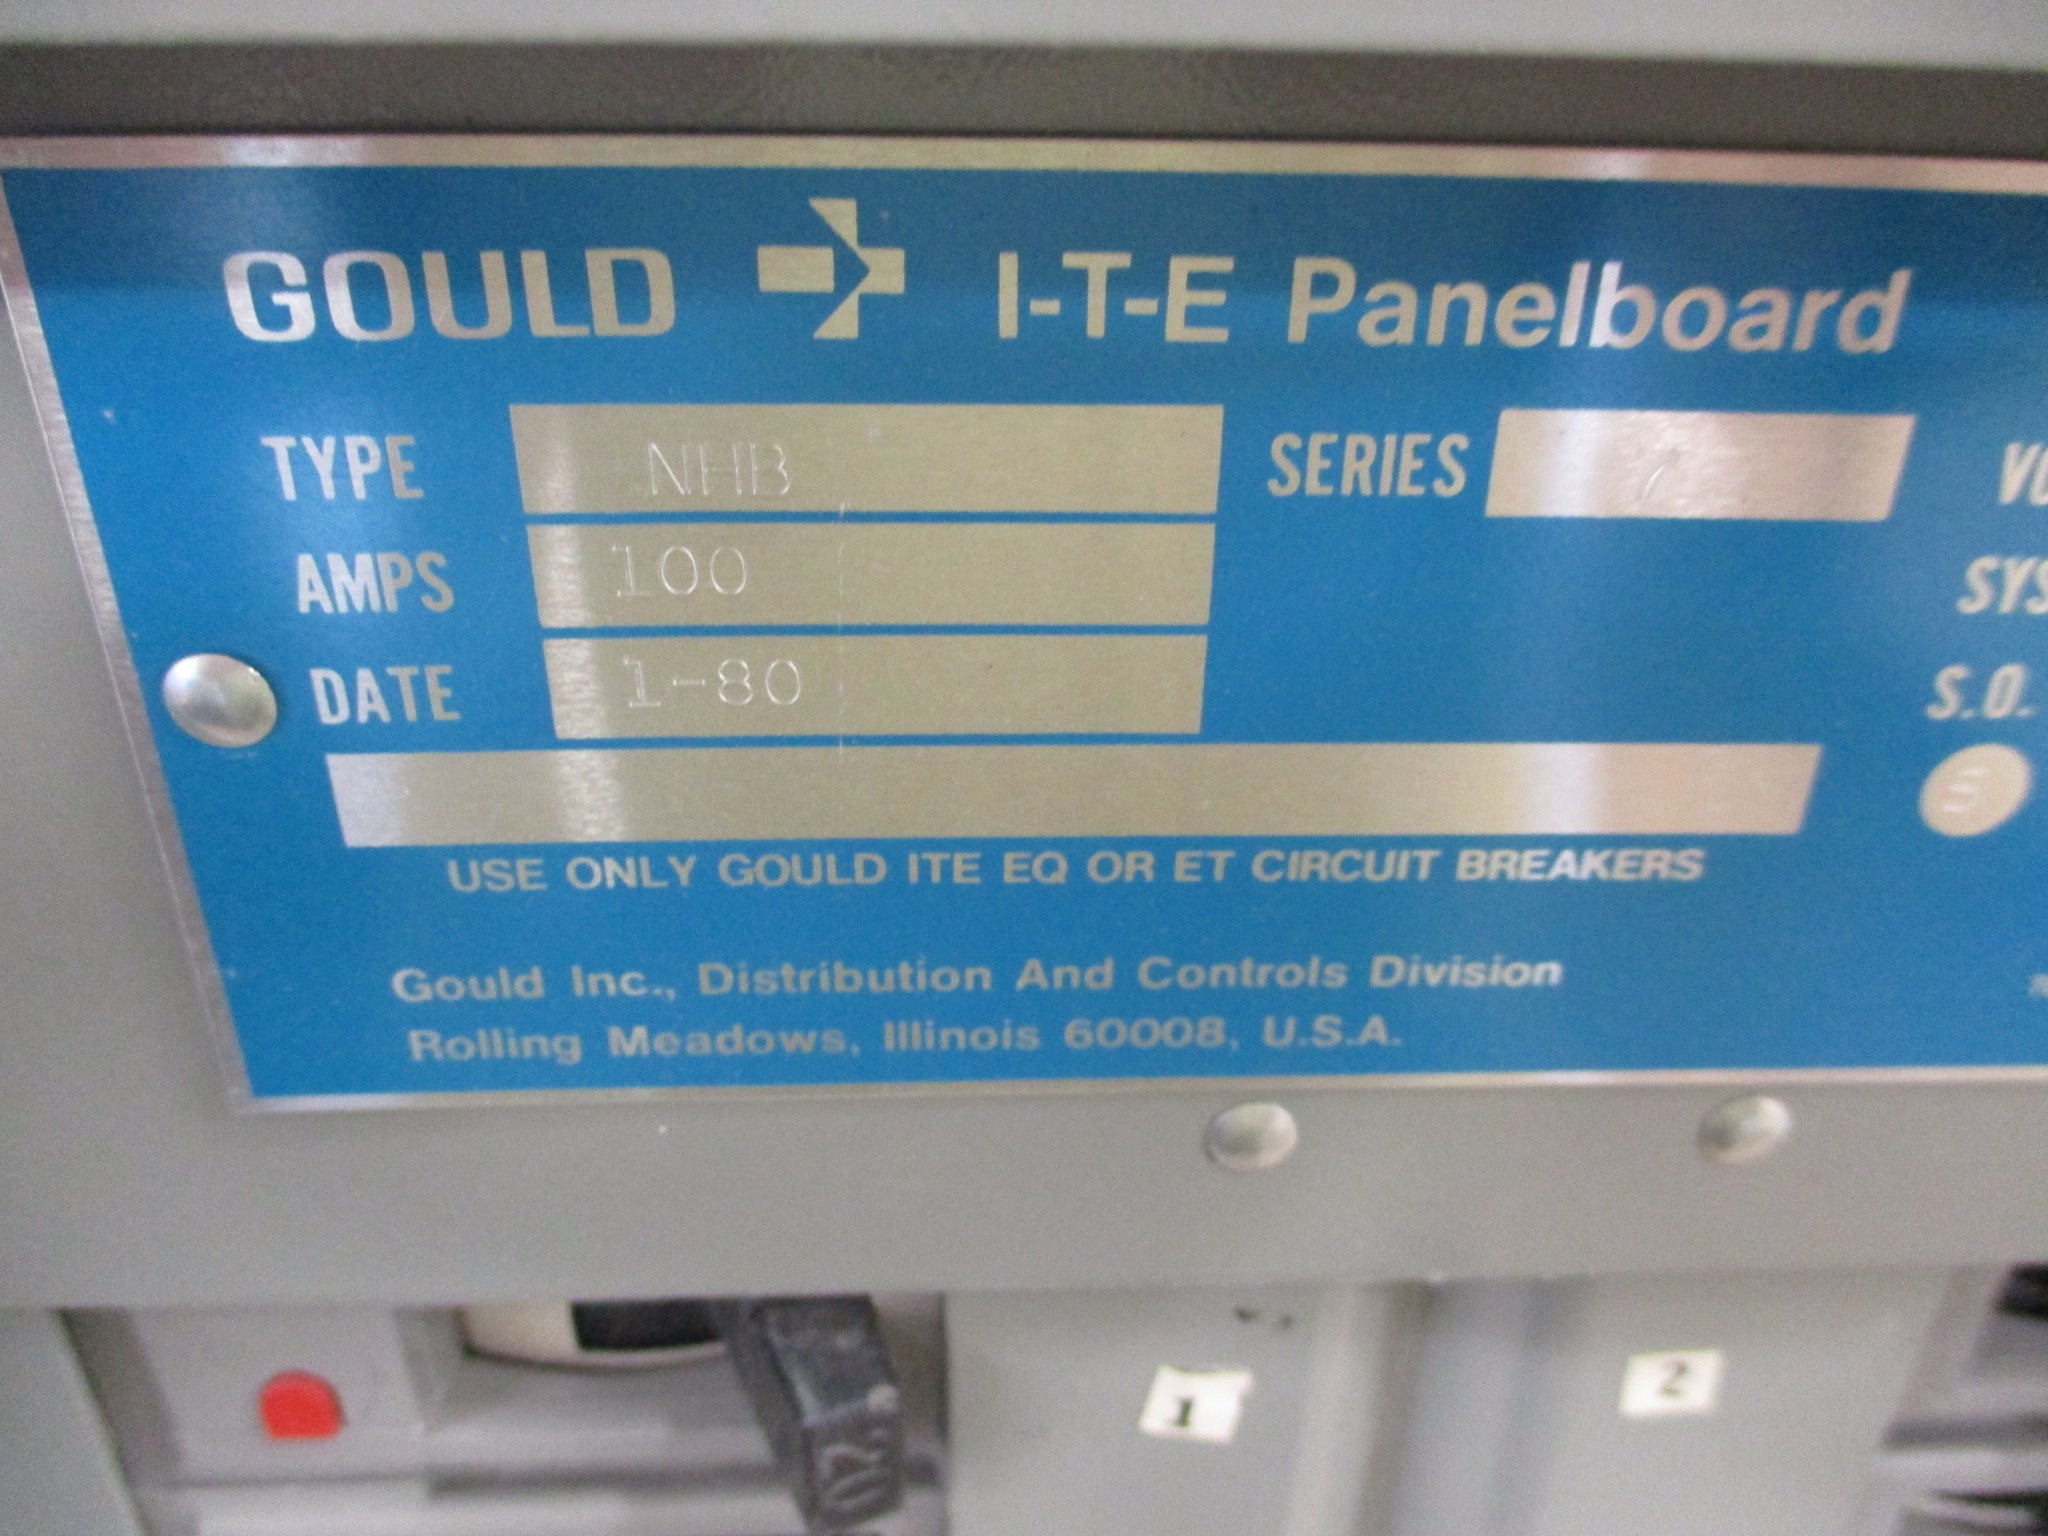 GOULD I-T-E Panelboard
TYPE NHB SERIES
AMPS 100
DATE 1-80
S.O.
USE ONLY GOULD ITE EQ OR ET CIRCUIT BREAKERS
Gould Inc., Distribution And Controls Division
Rolling Meadows, Illinois 60008, U.S.A.
1 2